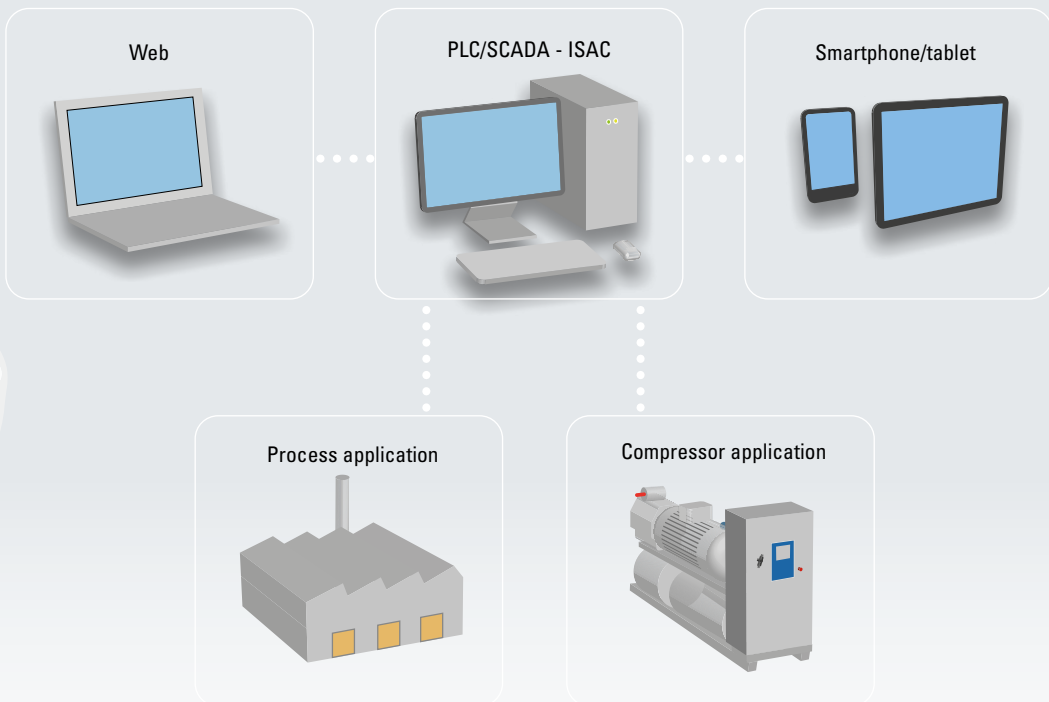 Web
PLC/SCADA - ISAC
Smartphone/tablet
Process application
Compressor application